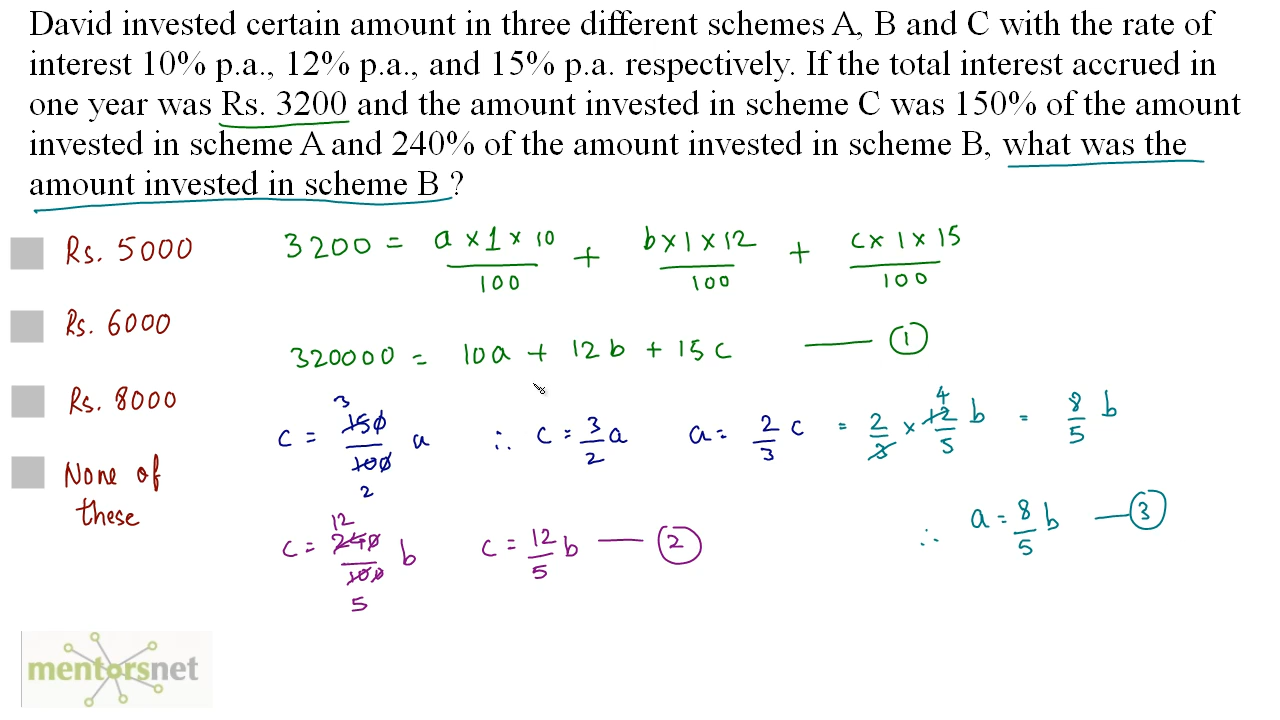 David invested certain amount in three different schemes A, B and C with the rate of
interest 10% p.a., 12% p.a., and 15% p.a. respectively. If the total interest accrued in
one year was Rs. 3200 and the amount invested in scheme C was 150% of the amount
invested in scheme A and 240% of the amount invested in scheme B, what was the
amount invested in scheme B ?
Rs. 5000
Rs. 6000
Rs. 8000
None of
these
3200 = a × 1 × 10 / 100 + b × 1 × 12 / 100 + c × 1 × 15 / 100
320000 = 10a + 12b + 15c —— 1
c = 150 3 / 100 2 a ∴ c = 3/2 a a = 2/3 c = 2/3 × 12 4 / 5 b = 8/5 b
c = 240 12 / 100 5 b c = 12/5 b —— 2
∴ a = 8/5 b —— 3
mentorsnet